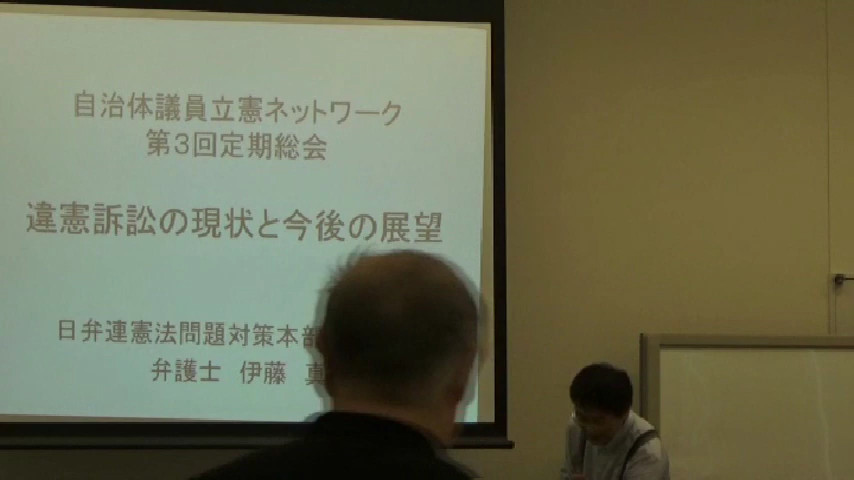 自治体議員立憲ネットワーク
第3回定期総会
違憲訴訟の現状と今後の展望
日弁連憲法問題対策本部
弁護士 伊藤 真